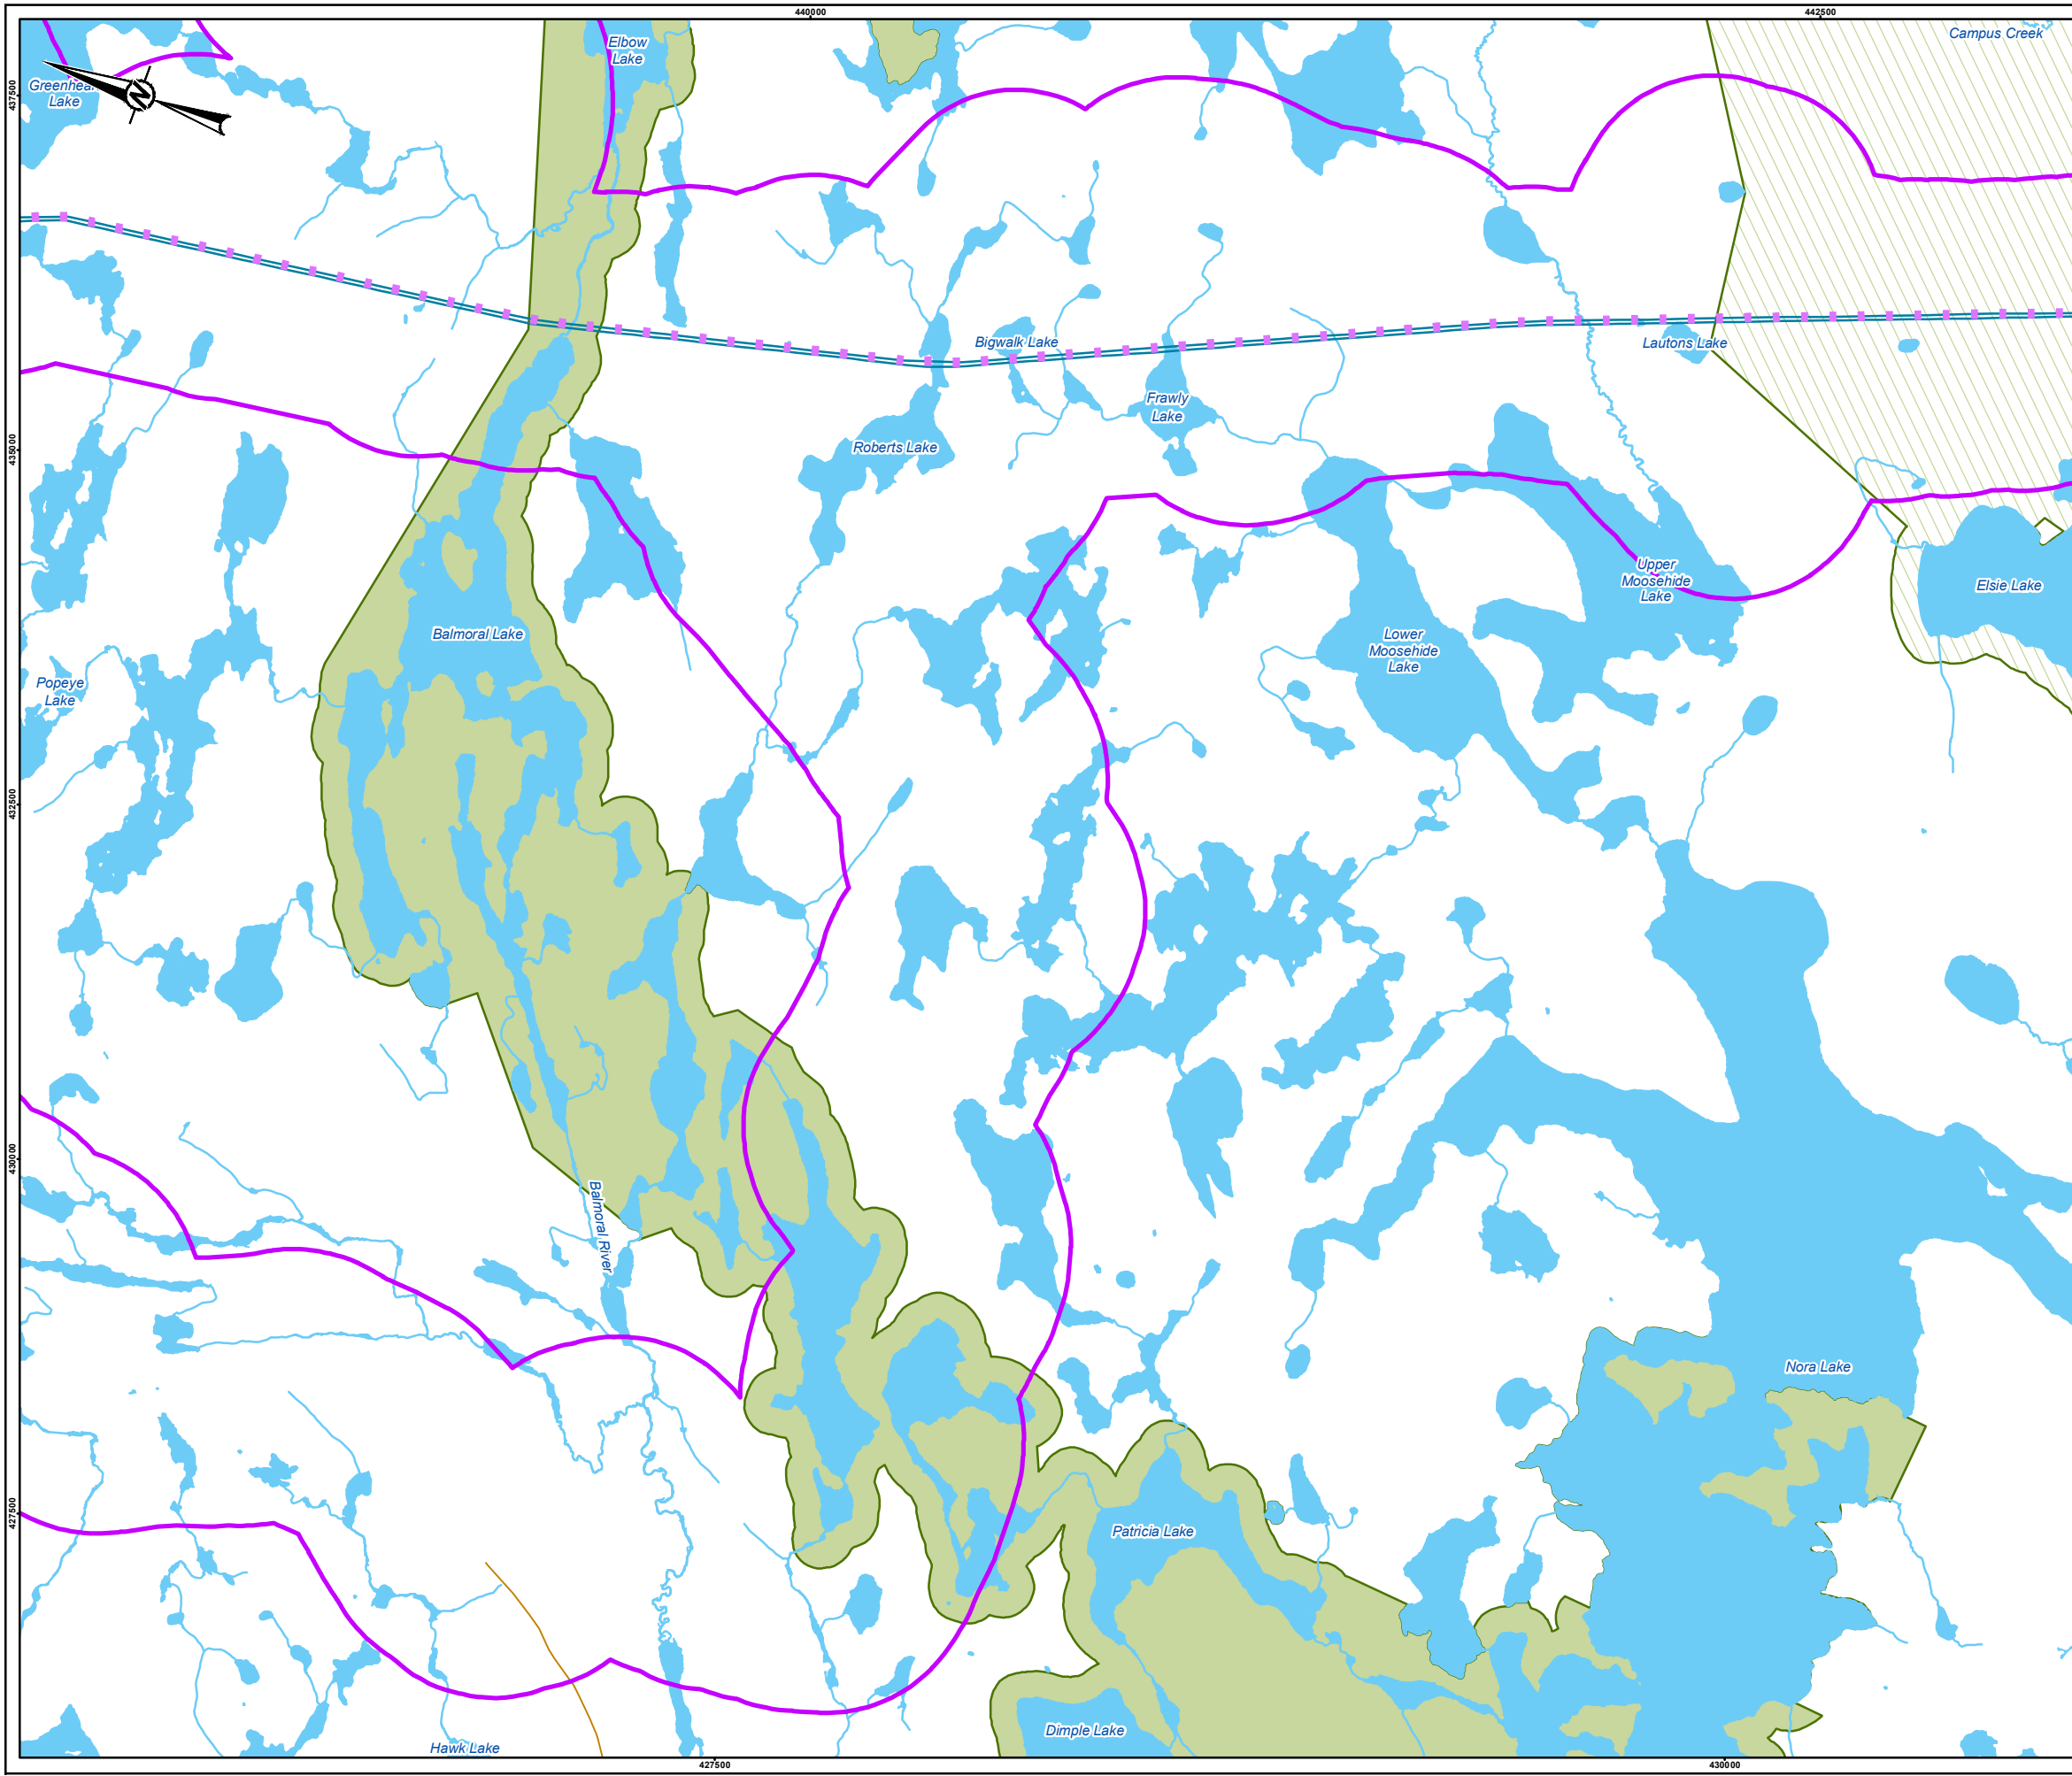 440000
442500
Elbow
Lake
Campus Creek
Greenhea
Lake
N
437500
Bigwalk Lake
Lautons Lake
Frawly
Lake
Roberts Lake
435000
Upper
Moosehide
Lake
Elsie Lake
Balmoral Lake
Lower
Moosehide
Lake
Popeye
Lake
432500
430000
Balmoral River
Nora Lake
427500
Patricia Lake
Dimple Lake
Hawk Lake
427500
430000